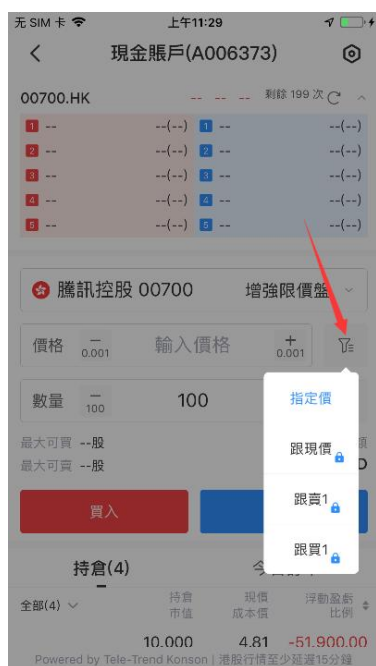 无 SIM 卡 上午11:29
現金賬戶(A006373)
00700.HK -- -- -- 剩餘 199 次
1 -- --(--) 1 -- --(--)
2 -- --(--) 2 -- --(--)
3 -- --(--) 3 -- --(--)
4 -- --(--) 4 -- --(--)
5 -- --(--) 5 -- --(--)
騰訊控股 00700 增強限價盤
價格 − 0.001 輸入價格 + 0.001
數量 − 100 100
指定價
跟現價
跟賣1
跟買1
最大可買 --股
最大可賣 --股
買入
持倉(4)
全部(4) 持倉 現價 浮動盈虧
市值 成本價 比例
10,000 4.81 -51,900.00
Powered by Tele-Trend Konson | 港股行情至少延遲15分鐘